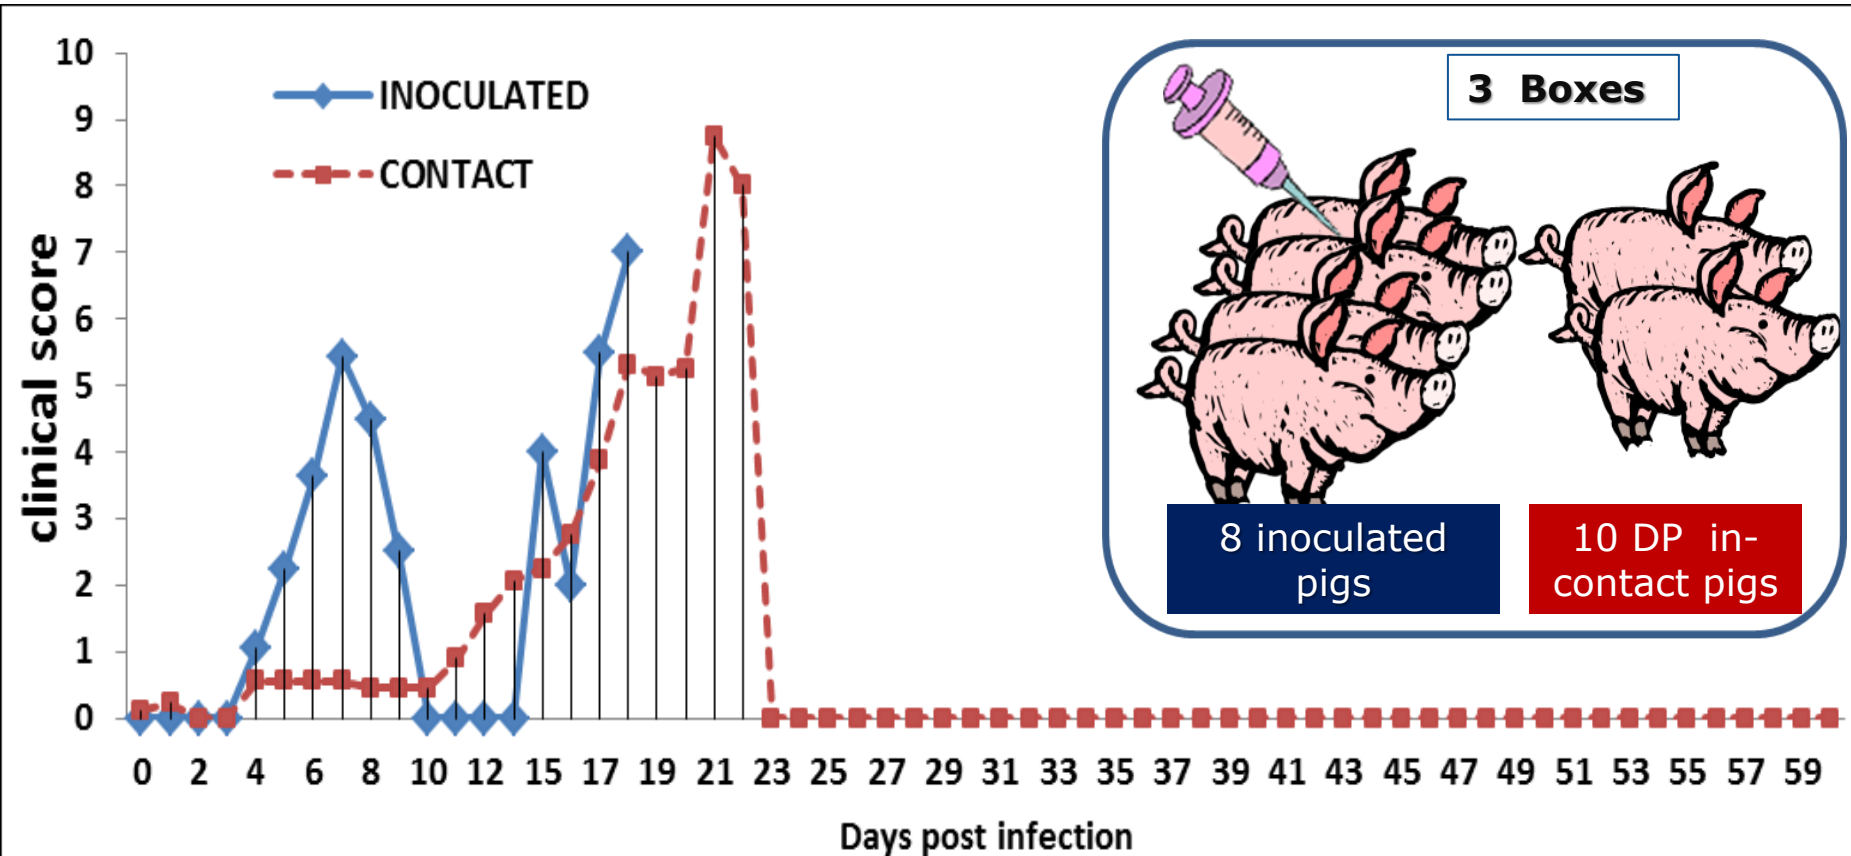 10
9
8
7
6
5
4
3
2
1
0
clinical score
INOCULATED
CONTACT
0 2 4 6 8 10 12 15 17 19 21 23 25 27 29 31 33 35 37 39 41 43 45 47 49 51 53 55 57 59
Days post infection
3 Boxes
8 inoculated
pigs
10 DP in-
contact pigs